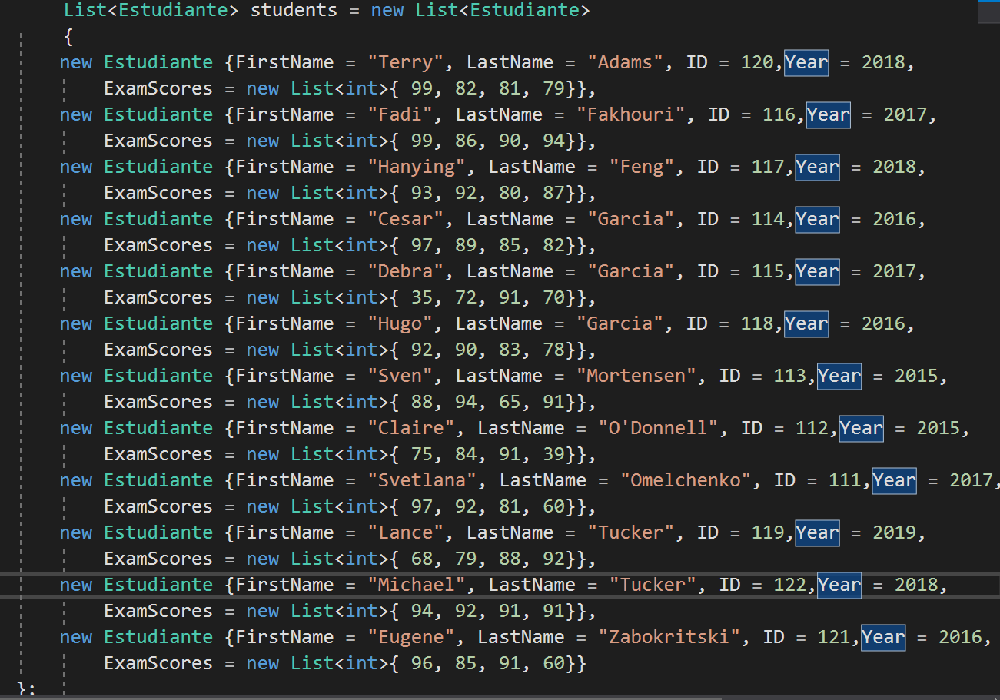 List<Estudiante> students = new List<Estudiante>
{
new Estudiante {FirstName = "Terry", LastName = "Adams", ID = 120,Year = 2018,
ExamScores = new List<int>{ 99, 82, 81, 79}},
new Estudiante {FirstName = "Fadi", LastName = "Fakhouri", ID = 116,Year = 2017,
ExamScores = new List<int>{ 99, 86, 90, 94}},
new Estudiante {FirstName = "Hanying", LastName = "Feng", ID = 117,Year = 2018,
ExamScores = new List<int>{ 93, 92, 80, 87}},
new Estudiante {FirstName = "Cesar", LastName = "Garcia", ID = 114,Year = 2016,
ExamScores = new List<int>{ 97, 89, 85, 82}},
new Estudiante {FirstName = "Debra", LastName = "Garcia", ID = 115,Year = 2017,
ExamScores = new List<int>{ 35, 72, 91, 70}},
new Estudiante {FirstName = "Hugo", LastName = "Garcia", ID = 118,Year = 2016,
ExamScores = new List<int>{ 92, 90, 83, 78}},
new Estudiante {FirstName = "Sven", LastName = "Mortensen", ID = 113,Year = 2015,
ExamScores = new List<int>{ 88, 94, 65, 91}},
new Estudiante {FirstName = "Claire", LastName = "O'Donnell", ID = 112,Year = 2015,
ExamScores = new List<int>{ 75, 84, 91, 39}},
new Estudiante {FirstName = "Svetlana", LastName = "Omelchenko", ID = 111,Year = 2017,
ExamScores = new List<int>{ 97, 92, 81, 60}},
new Estudiante {FirstName = "Lance", LastName = "Tucker", ID = 119,Year = 2019,
ExamScores = new List<int>{ 68, 79, 88, 92}},
new Estudiante {FirstName = "Michael", LastName = "Tucker", ID = 122,Year = 2018,
ExamScores = new List<int>{ 94, 92, 91, 91}},
new Estudiante {FirstName = "Eugene", LastName = "Zabokritski", ID = 121,Year = 2016,
ExamScores = new List<int>{ 96, 85, 91, 60}}
};